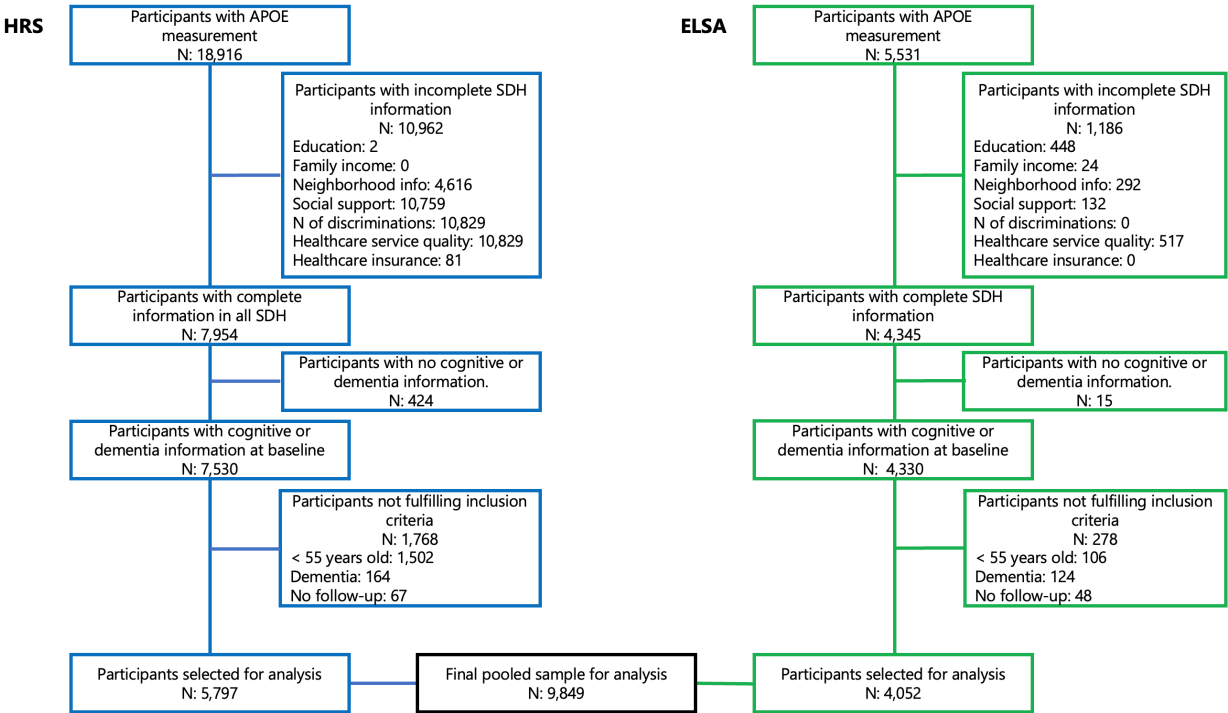 HRS
Participants with APOE
measurement
N: 18,916
Participants with incomplete SDH
information
N: 10,962
Education: 2
Family income: 0
Neighborhood info: 4,616
Social support: 10,759
N of discriminations: 10,829
Healthcare service quality: 10,829
Healthcare insurance: 81
Participants with complete
information in all SDH
N: 7,954
Participants with no cognitive or
dementia information.
N: 424
Participants with cognitive or
dementia information at baseline
N: 7,530
Participants not fulfilling inclusion
criteria
N: 1,768
< 55 years old: 1,502
Dementia: 164
No follow-up: 67
Participants selected for analysis
N: 5,797
Final pooled sample for analysis
N: 9,849
ELSA
Participants with APOE
measurement
N: 5,531
Participants with incomplete SDH
information
N: 1,186
Education: 448
Family income: 24
Neighborhood info: 292
Social support: 132
N of discriminations: 0
Healthcare service quality: 517
Healthcare insurance: 0
Participants with complete SDH
information
N: 4,345
Participants with no cognitive or
dementia information.
N: 15
Participants with cognitive or
dementia information at baseline
N: 4,330
Participants not fulfilling inclusion
criteria
N: 278
< 55 years old: 106
Dementia: 124
No follow-up: 48
Participants selected for analysis
N: 4,052